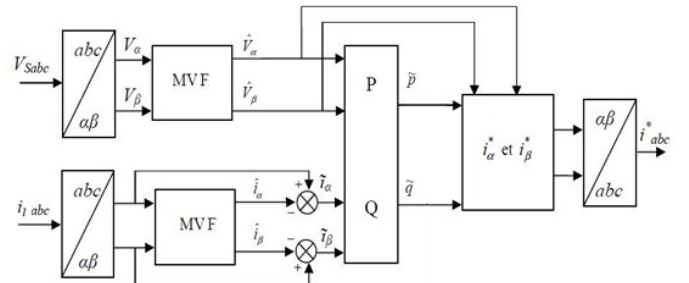 abc
αβ
V_Sabc
V_α
V_β
MVF
V̂_α
V̂_β
P
Q
p̃
q̃
i*_α et i*_β
αβ
abc
i*_abc
abc
αβ
i_l abc
MVF
î_α
î_β
+
−
ĩ_α
−
+
ĩ_β